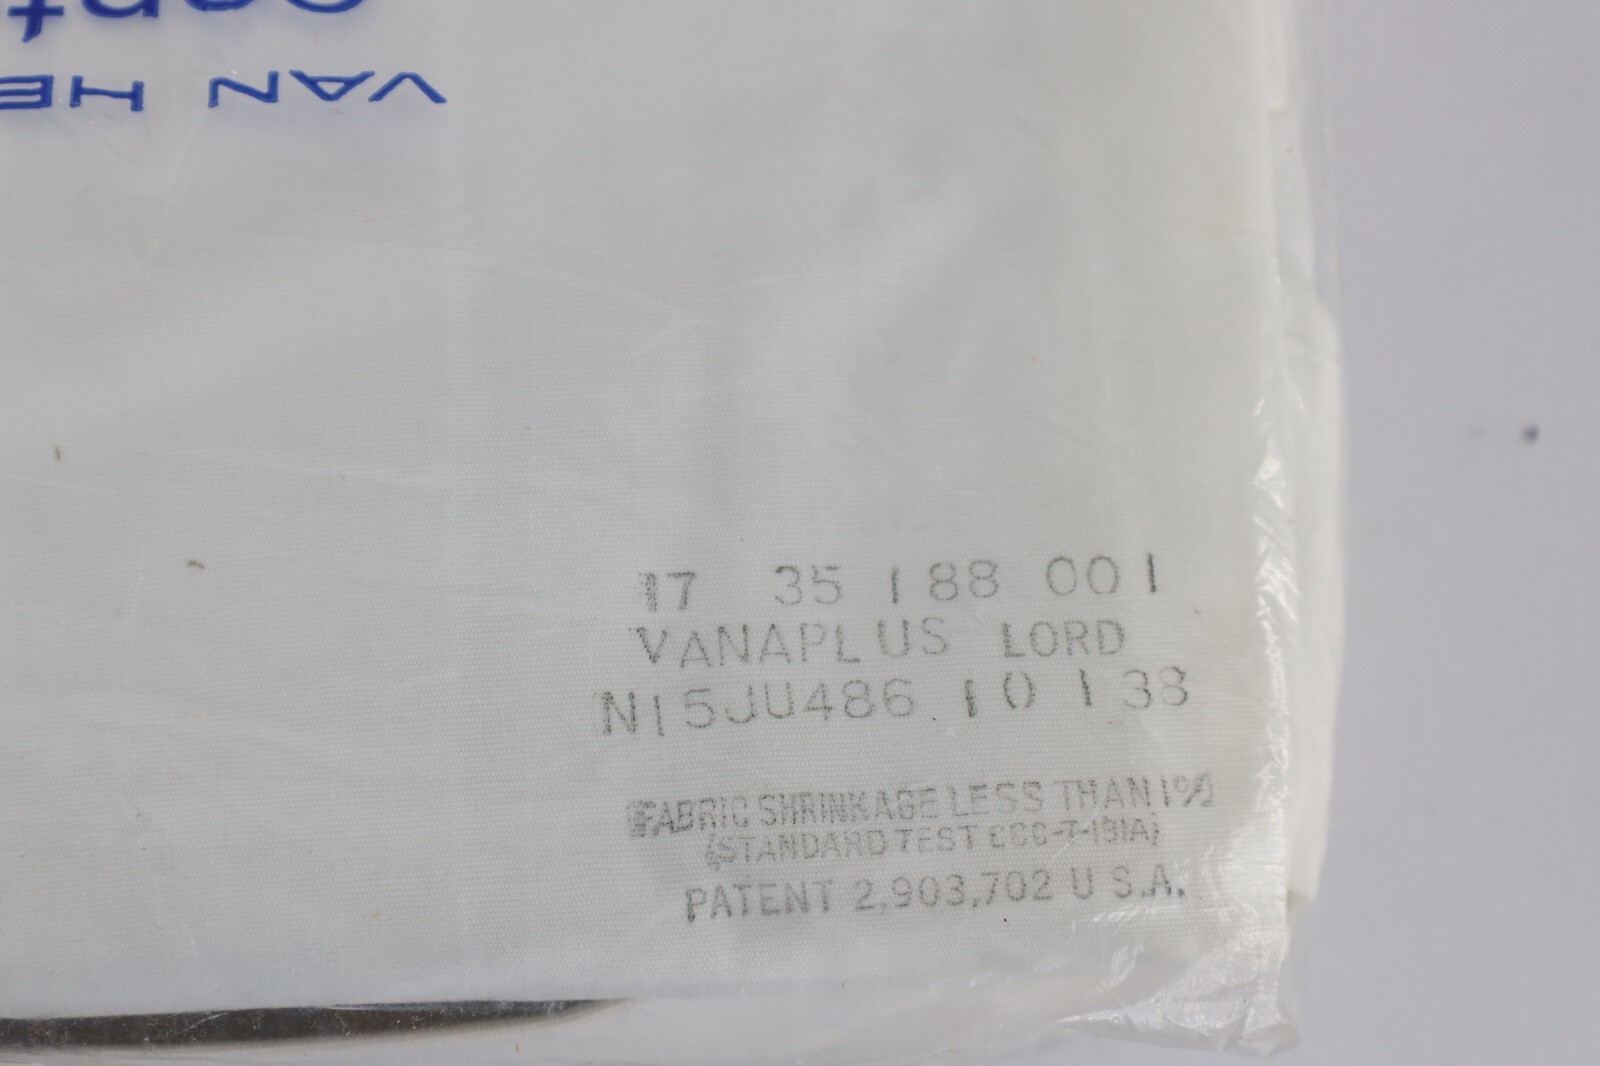 VAN HE
17 35 188 001
VANAPLUS LORD
N15JU486 10 138
FABRIC SHRINKAGE LESS THAN 1%
(STANDARD TEST CCC-T-191A)
PATENT 2,903,702 U S.A.